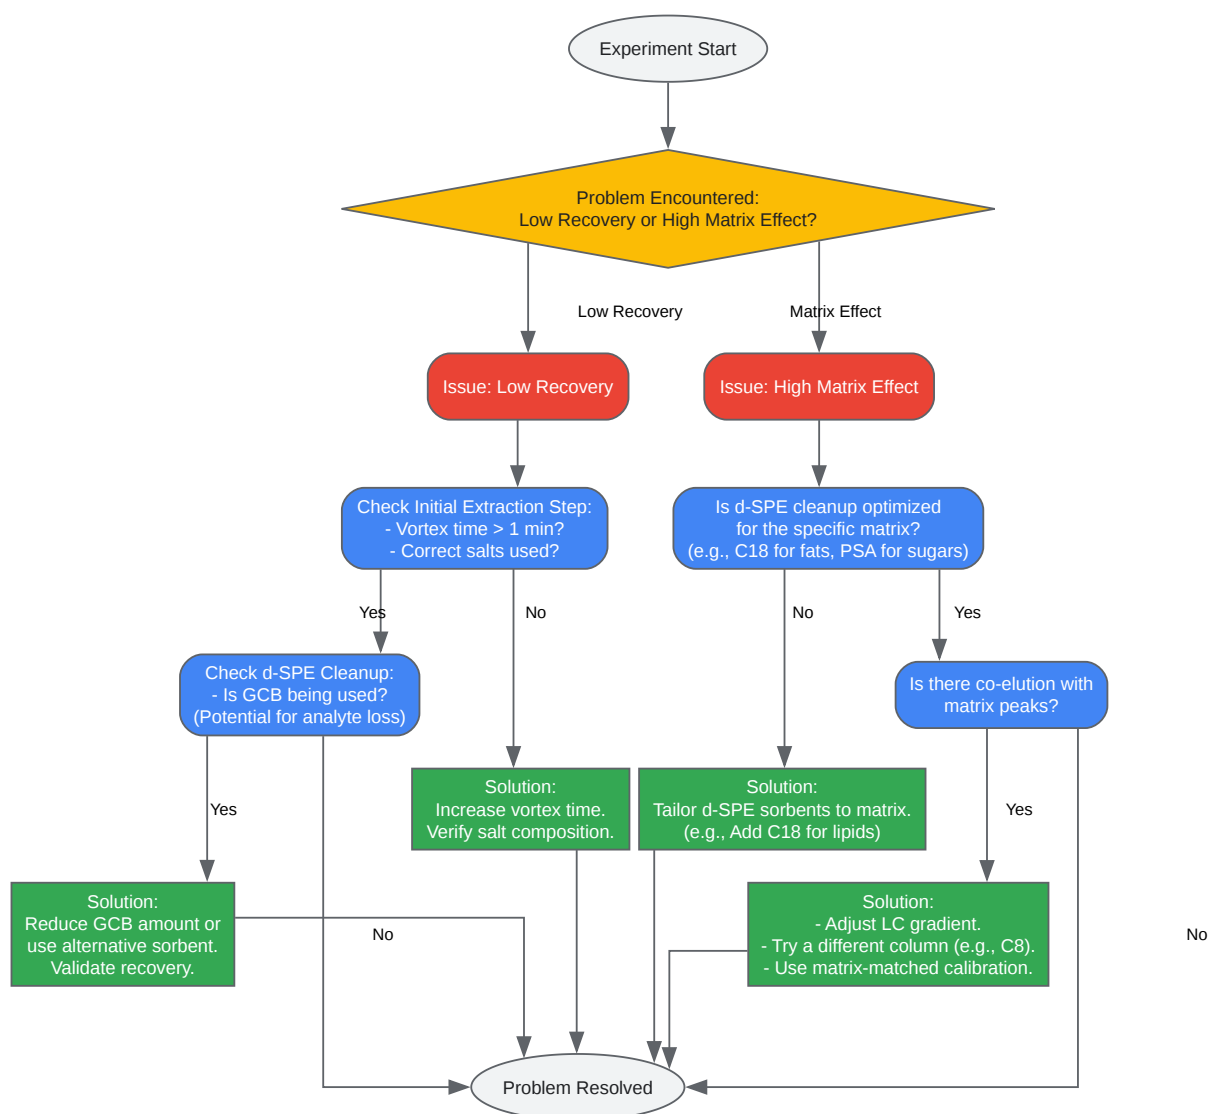 Experiment Start
Problem Encountered:
Low Recovery or High Matrix Effect?
Low Recovery
Matrix Effect
Issue: Low Recovery
Issue: High Matrix Effect
Check Initial Extraction Step:
- Vortex time > 1 min?
- Correct salts used?
Is d-SPE cleanup optimized
for the specific matrix?
(e.g., C18 for fats, PSA for sugars)
Yes
No
No
Yes
Check d-SPE Cleanup:
- Is GCB being used?
(Potential for analyte loss)
Is there co-elution with
matrix peaks?
Solution:
Increase vortex time.
Verify salt composition.
Solution:
Tailor d-SPE sorbents to matrix.
(e.g., Add C18 for lipids)
Yes
Yes
Solution:
Reduce GCB amount or
use alternative sorbent.
Validate recovery.
No
Solution:
- Adjust LC gradient.
- Try a different column (e.g., C8).
- Use matrix-matched calibration.
No
Problem Resolved